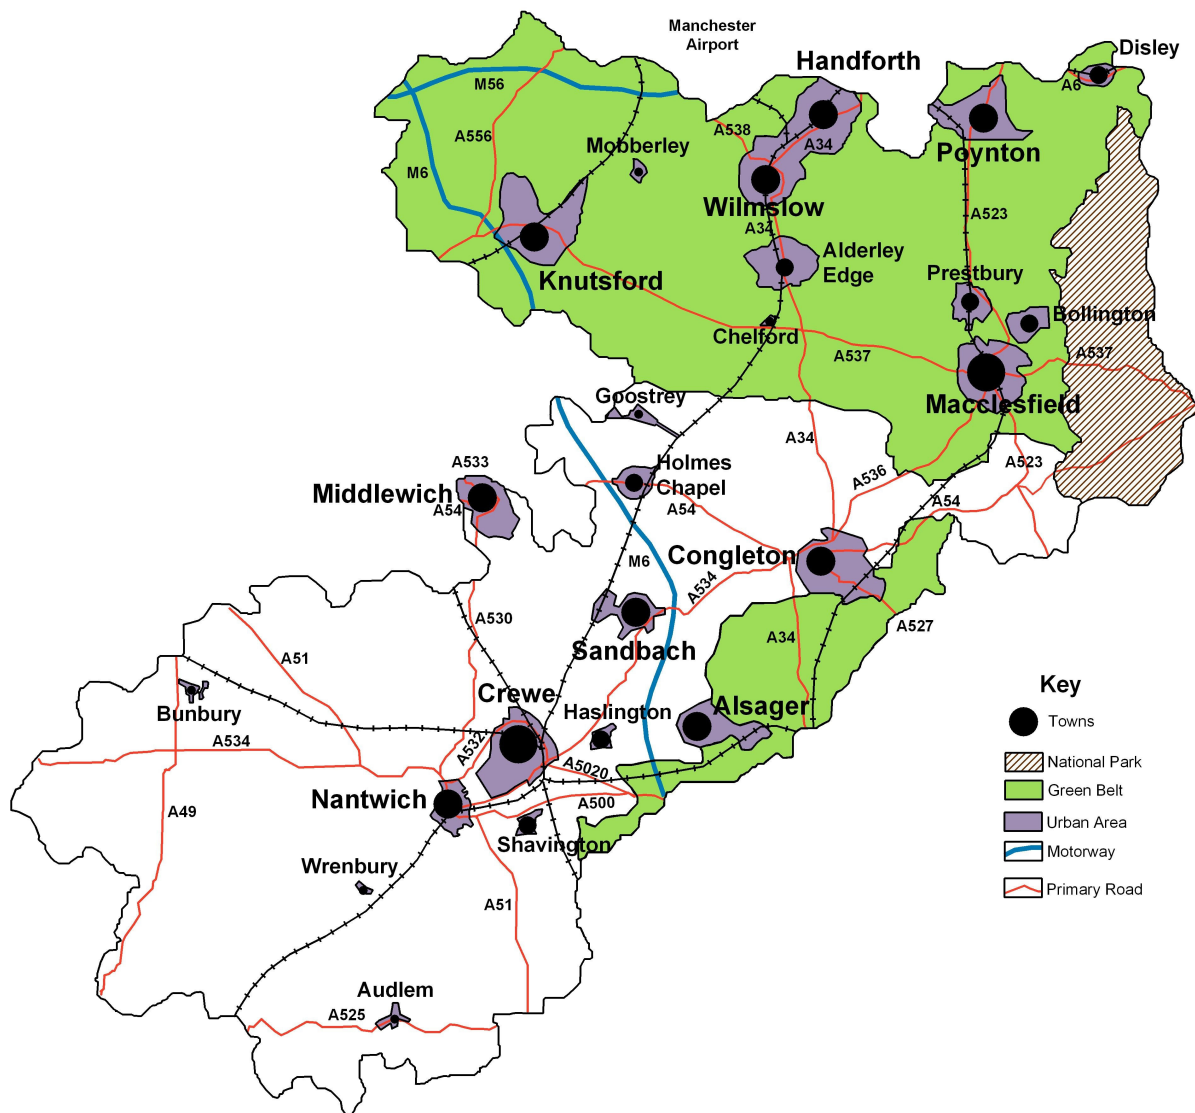 Manchester
Airport
Disley
Handforth
M56
A6
A556
A538
A34
Mobberley
Poynton
M6
Wilmslow
A523
A34
Alderley
Edge
Prestbury
Knutsford
Bollington
Chelford
A537
A537
Goostrey
Macclesfield
A34
A533
Holmes
Chapel
A536
A523
Middlewich
A54
A54
A54
Congleton
M6
A534
A530
A527
A34
Sandbach
A51
Crewe
Key
Bunbury
Haslington
Alsager
Towns
A534
A532
National Park
A5020
Green Belt
Nantwich
A49
A500
Urban Area
Shavington
Motorway
Wrenbury
Primary Road
A51
Audlem
A525